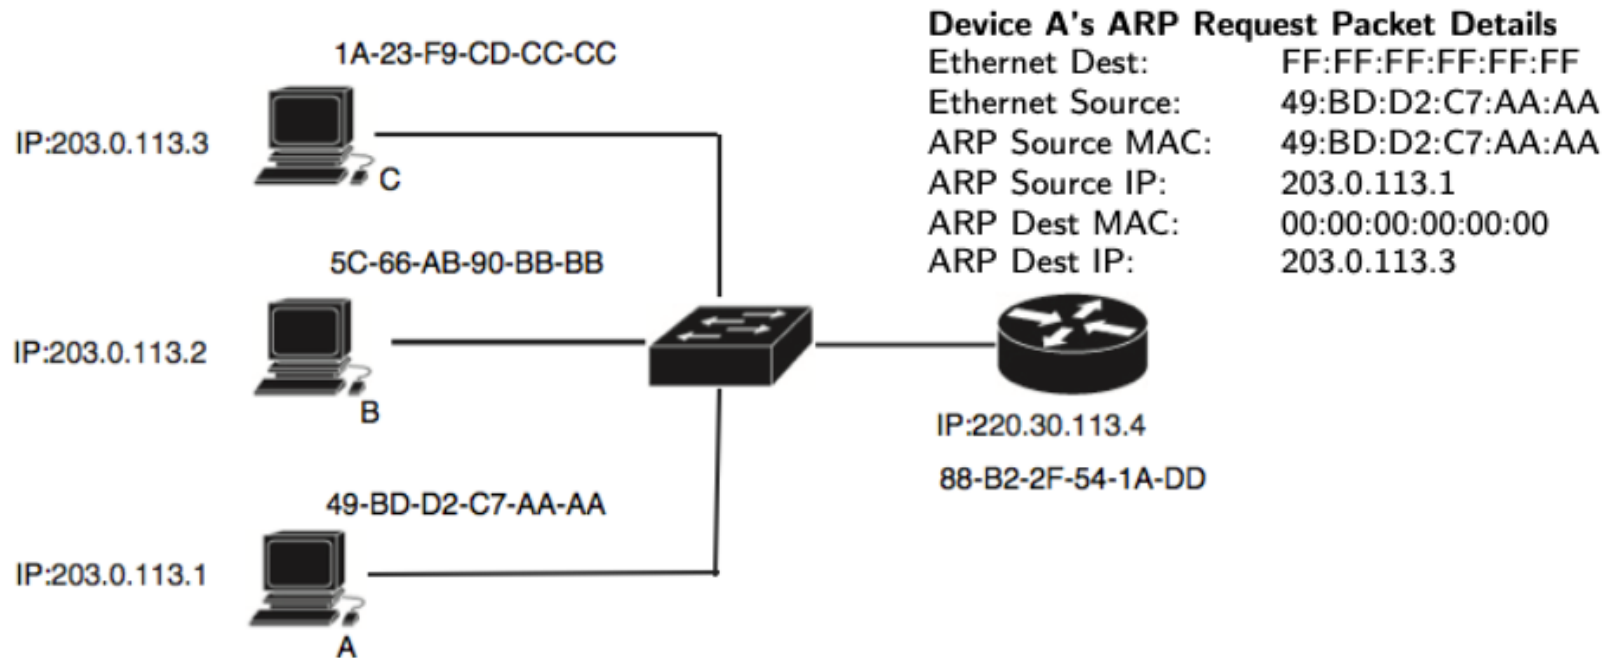 Device A's ARP Request Packet Details
Ethernet Dest: FF:FF:FF:FF:FF:FF
Ethernet Source: 49:BD:D2:C7:AA:AA
ARP Source MAC: 49:BD:D2:C7:AA:AA
ARP Source IP: 203.0.113.1
ARP Dest MAC: 00:00:00:00:00:00
ARP Dest IP: 203.0.113.3
1A-23-F9-CD-CC-CC
IP:203.0.113.3
C
5C-66-AB-90-BB-BB
IP:203.0.113.2
B
IP:220.30.113.4
88-B2-2F-54-1A-DD
49-BD-D2-C7-AA-AA
IP:203.0.113.1
A